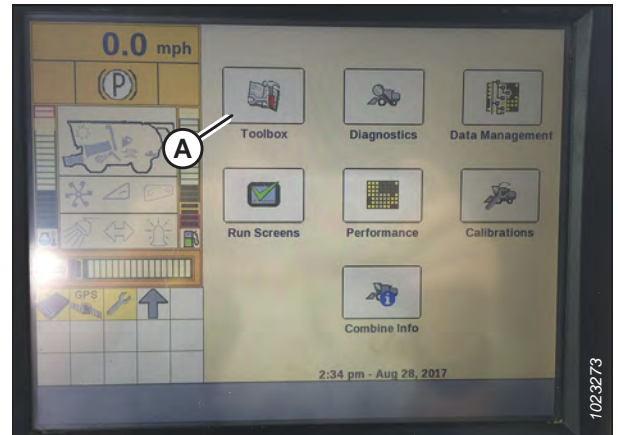 0.0 mph
(P)
A
Toolbox
Diagnostics
Data Management
Run Screens
Performance
Calibrations
GPS
Combine Info
2:34 pm - Aug 28, 2017
1023273